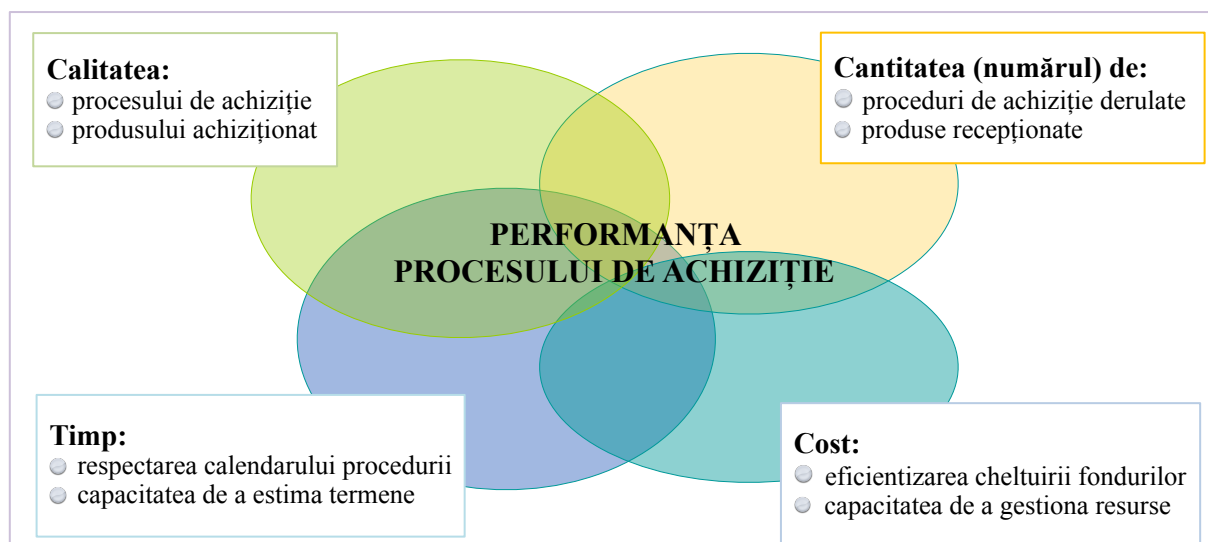 Calitatea:
procesului de achiziție
produsului achiziționat
Cantitatea (numărul) de:
proceduri de achiziție derulate
produse recepționate
PERFORMANȚA
PROCESULUI DE ACHIZIȚIE
Timp:
respectarea calendarului procedurii
capacitatea de a estima termene
Cost:
eficientizarea cheltuirii fondurilor
capacitatea de a gestiona resurse